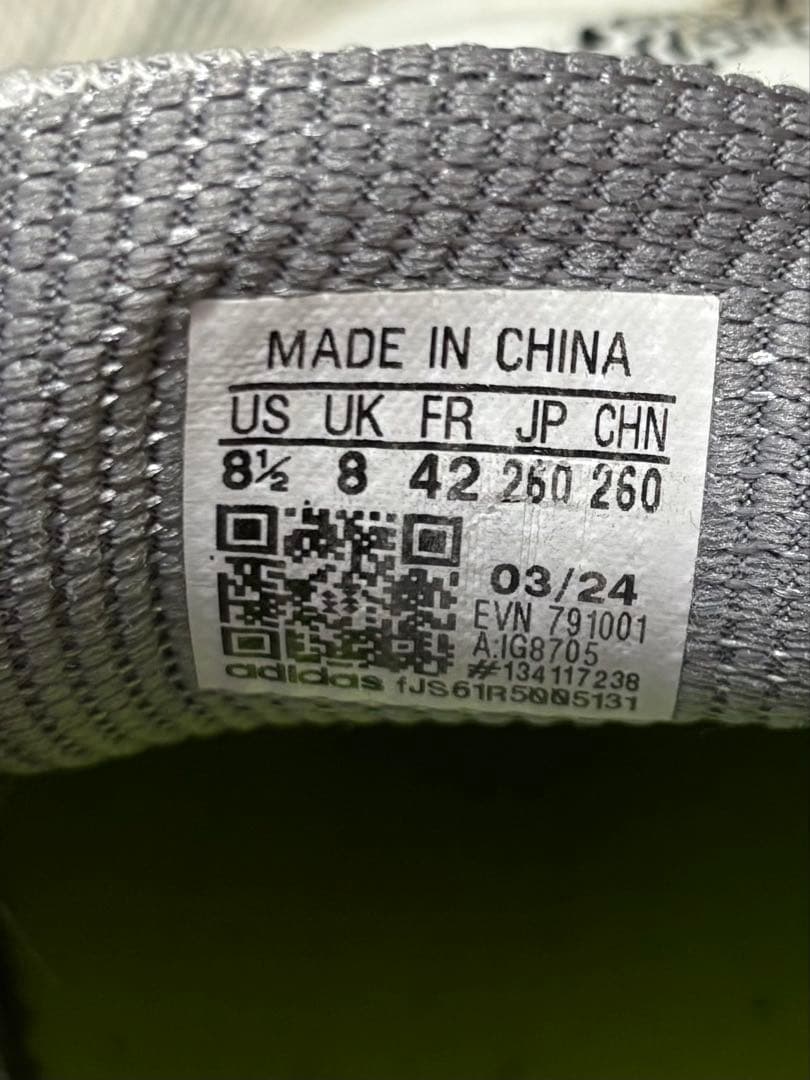 MADE IN CHINA
US UK FR JP CHN
8½ 8 42 260 260
03/24
EVN 791001
A:IG8705
#134117238
adidas fJS61R5005131